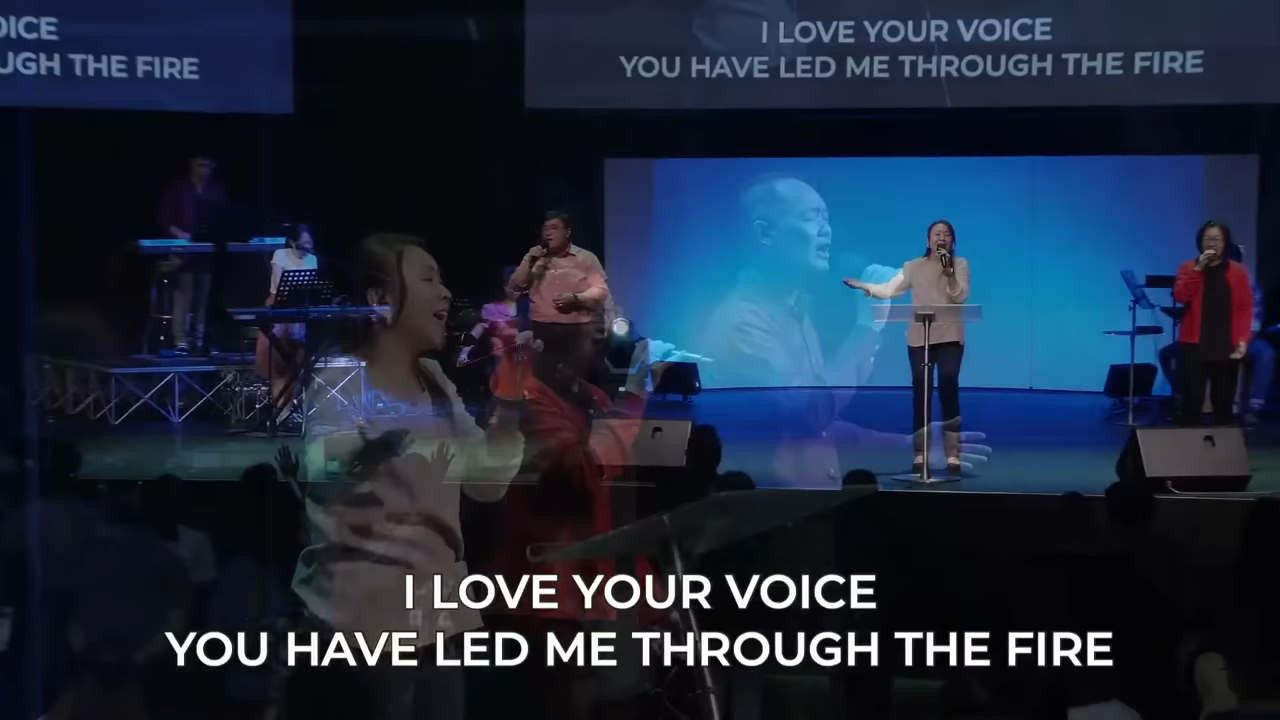 OICE
UGH THE FIRE
I LOVE YOUR VOICE
YOU HAVE LED ME THROUGH THE FIRE
I LOVE YOUR VOICE
YOU HAVE LED ME THROUGH THE FIRE